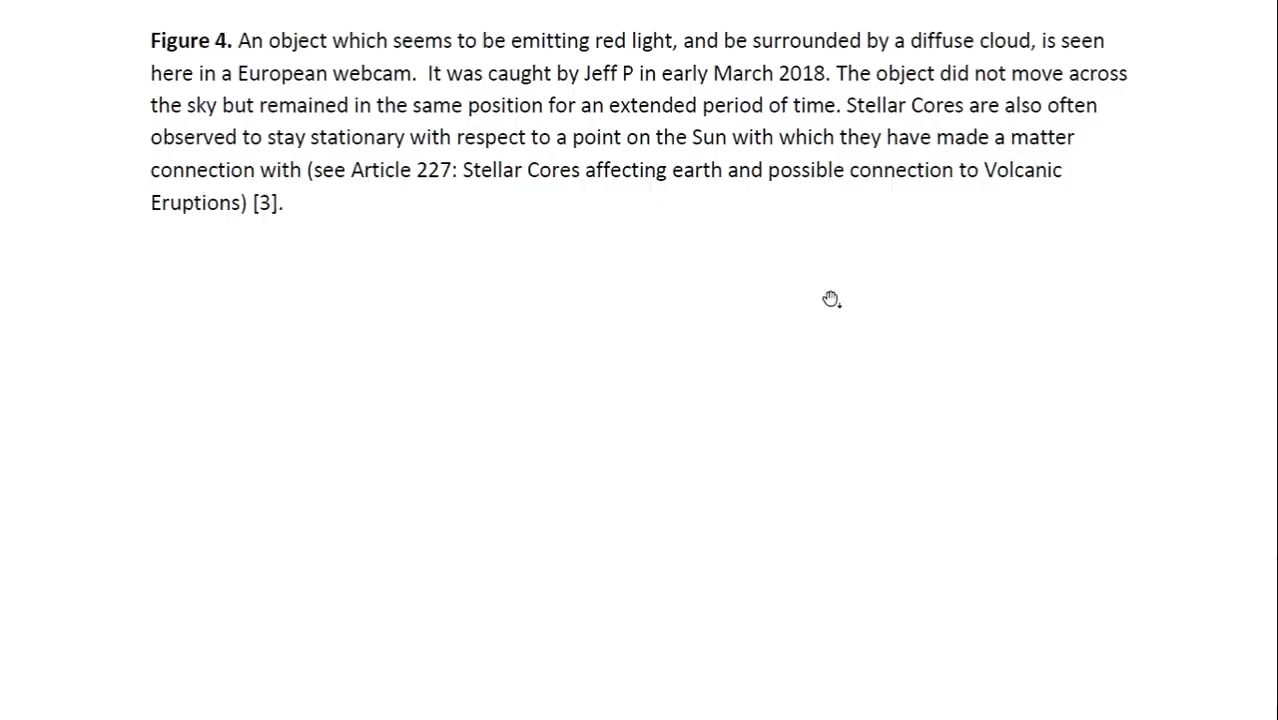 Figure 4. An object which seems to be emitting red light, and be surrounded by a diffuse cloud, is seen
here in a European webcam.  It was caught by Jeff P in early March 2018. The object did not move across
the sky but remained in the same position for an extended period of time. Stellar Cores are also often
observed to stay stationary with respect to a point on the Sun with which they have made a matter
connection with (see Article 227: Stellar Cores affecting earth and possible connection to Volcanic
Eruptions) [3].